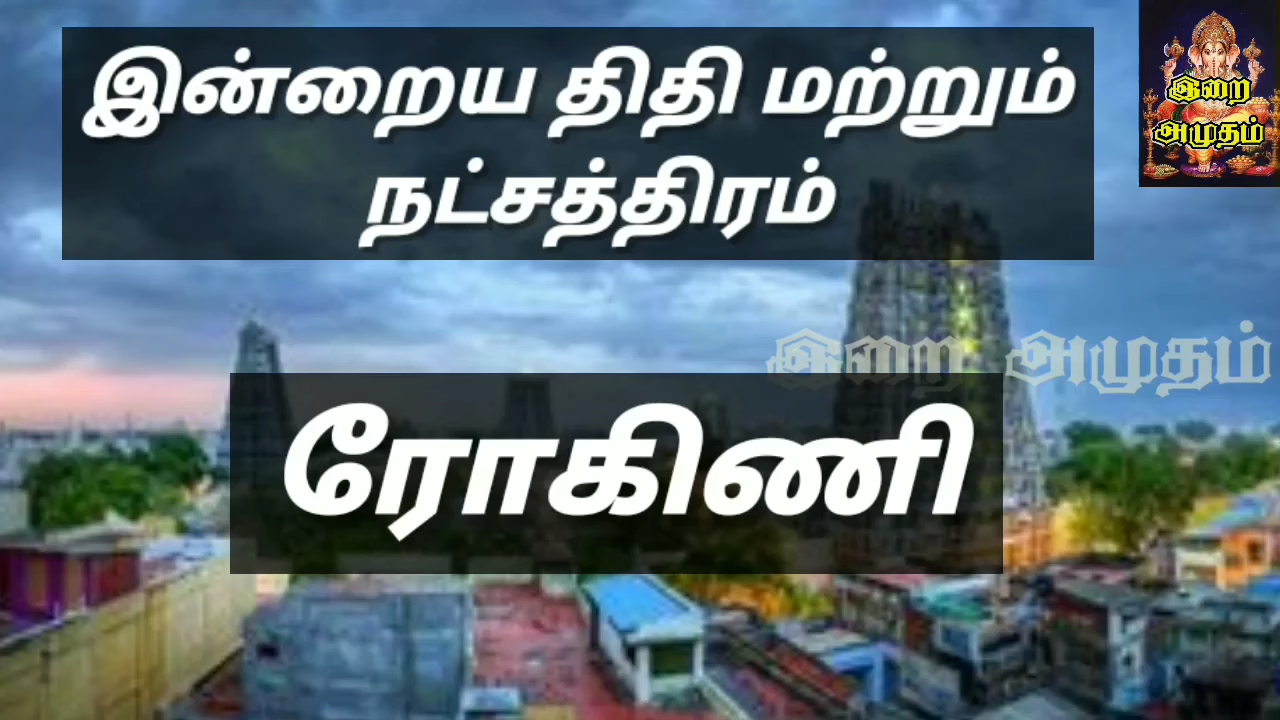 இன்றைய திதி மற்றும்
நட்சத்திரம்
இறை
அமுதம்
இறை அமுதம்
ரோகிணி